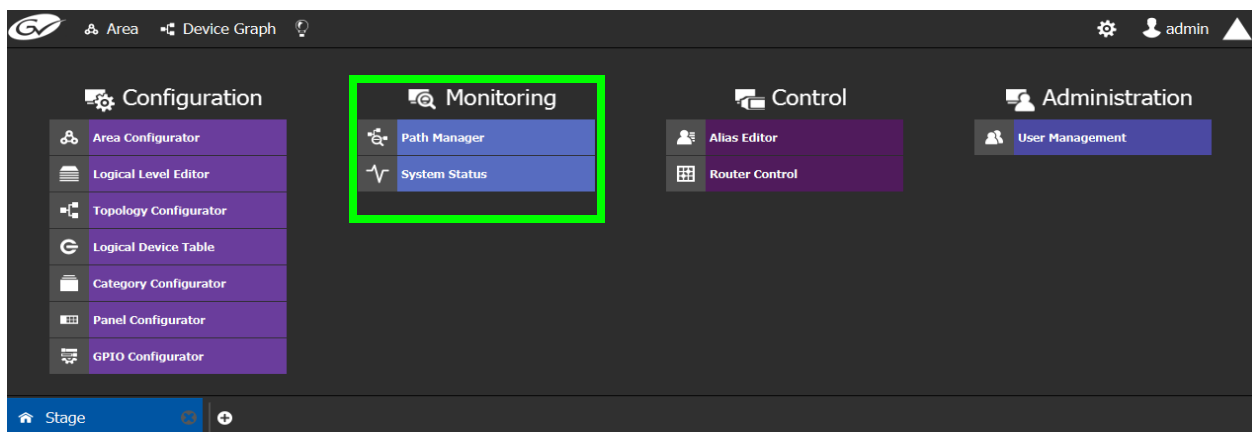 GV Area Device Graph admin
Configuration
Area Configurator
Logical Level Editor
Topology Configurator
Logical Device Table
Category Configurator
Panel Configurator
GPIO Configurator
Monitoring
Path Manager
System Status
Control
Alias Editor
Router Control
Administration
User Management
Stage